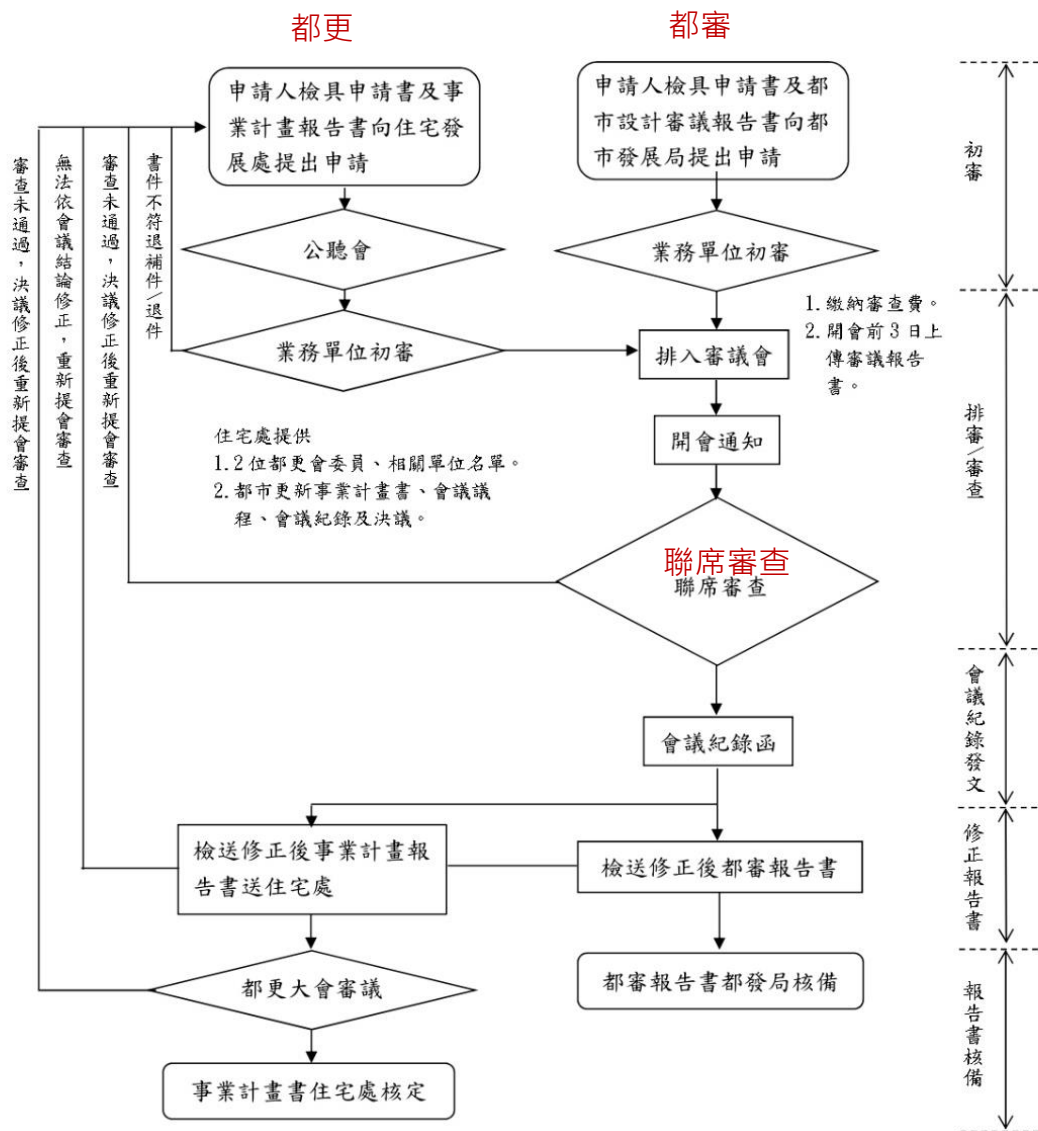 都更
都審
申請人檢具申請書及事
業計畫報告書向住宅發
展處提出申請
申請人檢具申請書及都
市設計審議報告書向都
市發展局提出申請
初審
公聽會
業務單位初審
審查未通過，決議修正後重新提會審查
無法依會議結論修正，重新提會審查
審查未通過，決議修正後重新提會審查
書件不符退補件/退件
業務單位初審
排入審議會
1. 繳納審查費。
2. 開會前3日上
傳審議報告
書。
開會通知
排審/審查
住宅處提供
1. 2位都更會委員、相關單位名單。
2. 都市更新事業計畫書、會議議
程、會議紀錄及決議。
聯席審查
聯席審查
會議紀錄函
會議紀錄發文
檢送修正後事業計畫報
告書送住宅處
檢送修正後都審報告書
修正報告書
都更大會審議
都審報告書都發局核備
報告書核備
事業計畫書住宅處核定